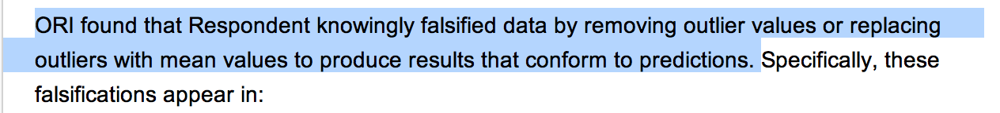 ORI found that Respondent knowingly falsified data by removing outlier values or replacing
outliers with mean values to produce results that conform to predictions. Specifically, these
falsifications appear in: